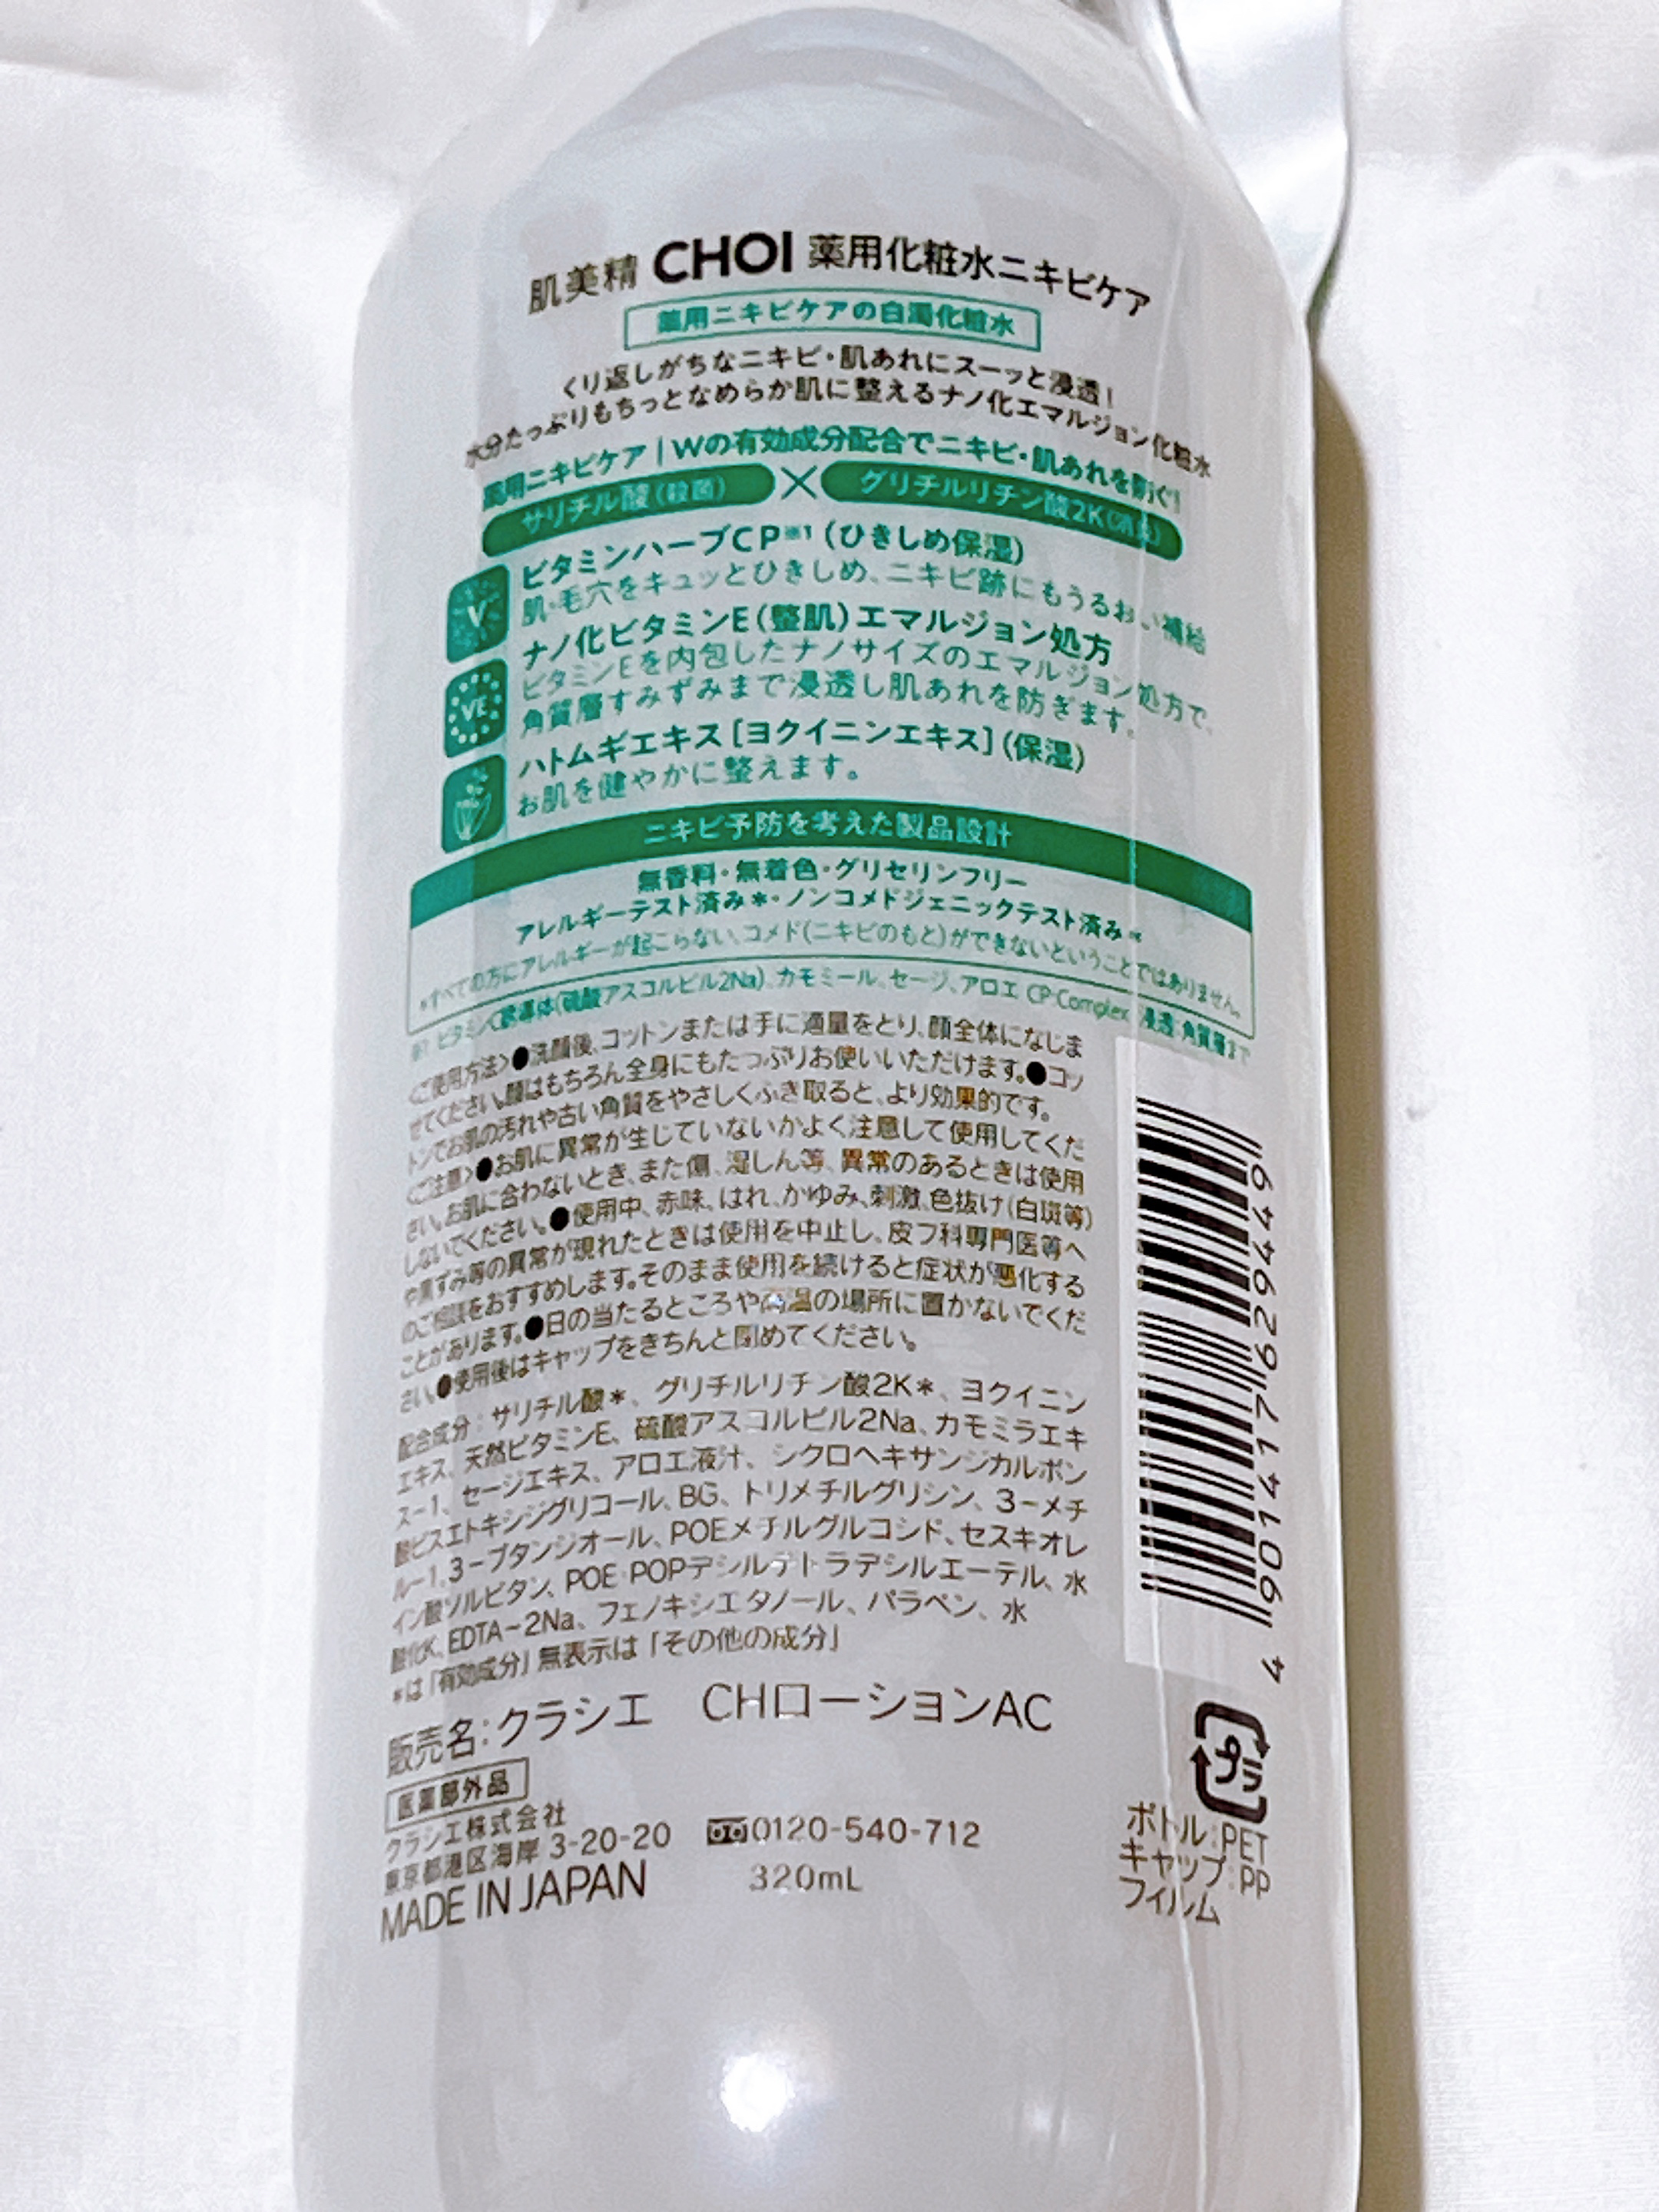 肌美精 CHOI 薬用化粧水ニキビケア
薬用ニキビケアの白濁化粧水
くり返しがちなニキビ・肌あれにスーッと浸透!
水分たっぷりもちっとなめらか肌に整えるナノ化エマルジョン化粧水
薬用ニキビケア|Wの有効成分配合でニキビ・肌あれを防ぐ!
サリチル酸(殺菌) × グリチルリチン酸2K(消炎)
V
ビタミンハーブCP※1(ひきしめ保湿)
肌・毛穴をキュッとひきしめ、ニキビ跡にもうるおい補給
VE
ナノ化ビタミンE(整肌)エマルジョン処方
ビタミンEを内包したナノサイズのエマルジョン処方で、
角質層すみずみまで浸透し肌あれを防ぎます。
ハトムギエキス[ヨクイニンエキス](保湿)
お肌を健やかに整えます。
ニキビ予防を考えた製品設計
無香料・無着色・グリセリンフリー
アレルギーテスト済み*・ノンコメドジェニックテスト済み*
*すべての方にアレルギーが起こらない、コメド(ニキビのもと)ができないということではありません。
※1 ビタミンC誘導体(硫酸アスコルビル2Na)、カモミール、セージ、アロエ CP:Complex 浸透:角質層まで
〈ご使用方法〉●洗顔後、コットンまたは手に適量をとり、顔全体になじま
せてください。顔はもちろん全身にもたっぷりお使いいただけます。●コッ
トンでお肌の汚れや古い角質をやさしくふき取ると、より効果的です。
〈ご注意〉●お肌に異常が生じていないかよく注意して使用してくだ
さい。お肌に合わないとき、また傷、湿しん等、異常のあるときは使用
しないでください。●使用中、赤味、はれ、かゆみ、刺激、色抜け(白斑等)
や黒ずみ等の異常が現れたときは使用を中止し、皮フ科専門医等へ
のご相談をおすすめします。そのまま使用を続けると症状が悪化する
ことがあります。●日の当たるところや高温の場所に置かないでくだ
さい。●使用後はキャップをきちんと閉めてください。
配合成分:サリチル酸*、グリチルリチン酸2K*、ヨクイニン
エキス、天然ビタミンE、硫酸アスコルビル2Na、カモミラエキ
ス-1、セージエキス、アロエ液汁、シクロヘキサンジカルボン
酸ビスエトキシジグリコール、BG、トリメチルグリシン、3-メチ
ル-1,3-ブタンジオール、POEメチルグルコシド、セスキオレ
イン酸ソルビタン、POE・POPデシルテトラデシルエーテル、水
酸化K、EDTA-2Na、フェノキシエタノール、パラベン、水
*は「有効成分」無表示は「その他の成分」
販売名:クラシエ CHローションAC
医薬部外品
クラシエ株式会社
東京都港区海岸 3-20-20 0120-540-712
MADE IN JAPAN 320mL
4 901417 629449
プラ
ボトル:PET
キャップ:PP
フィルム